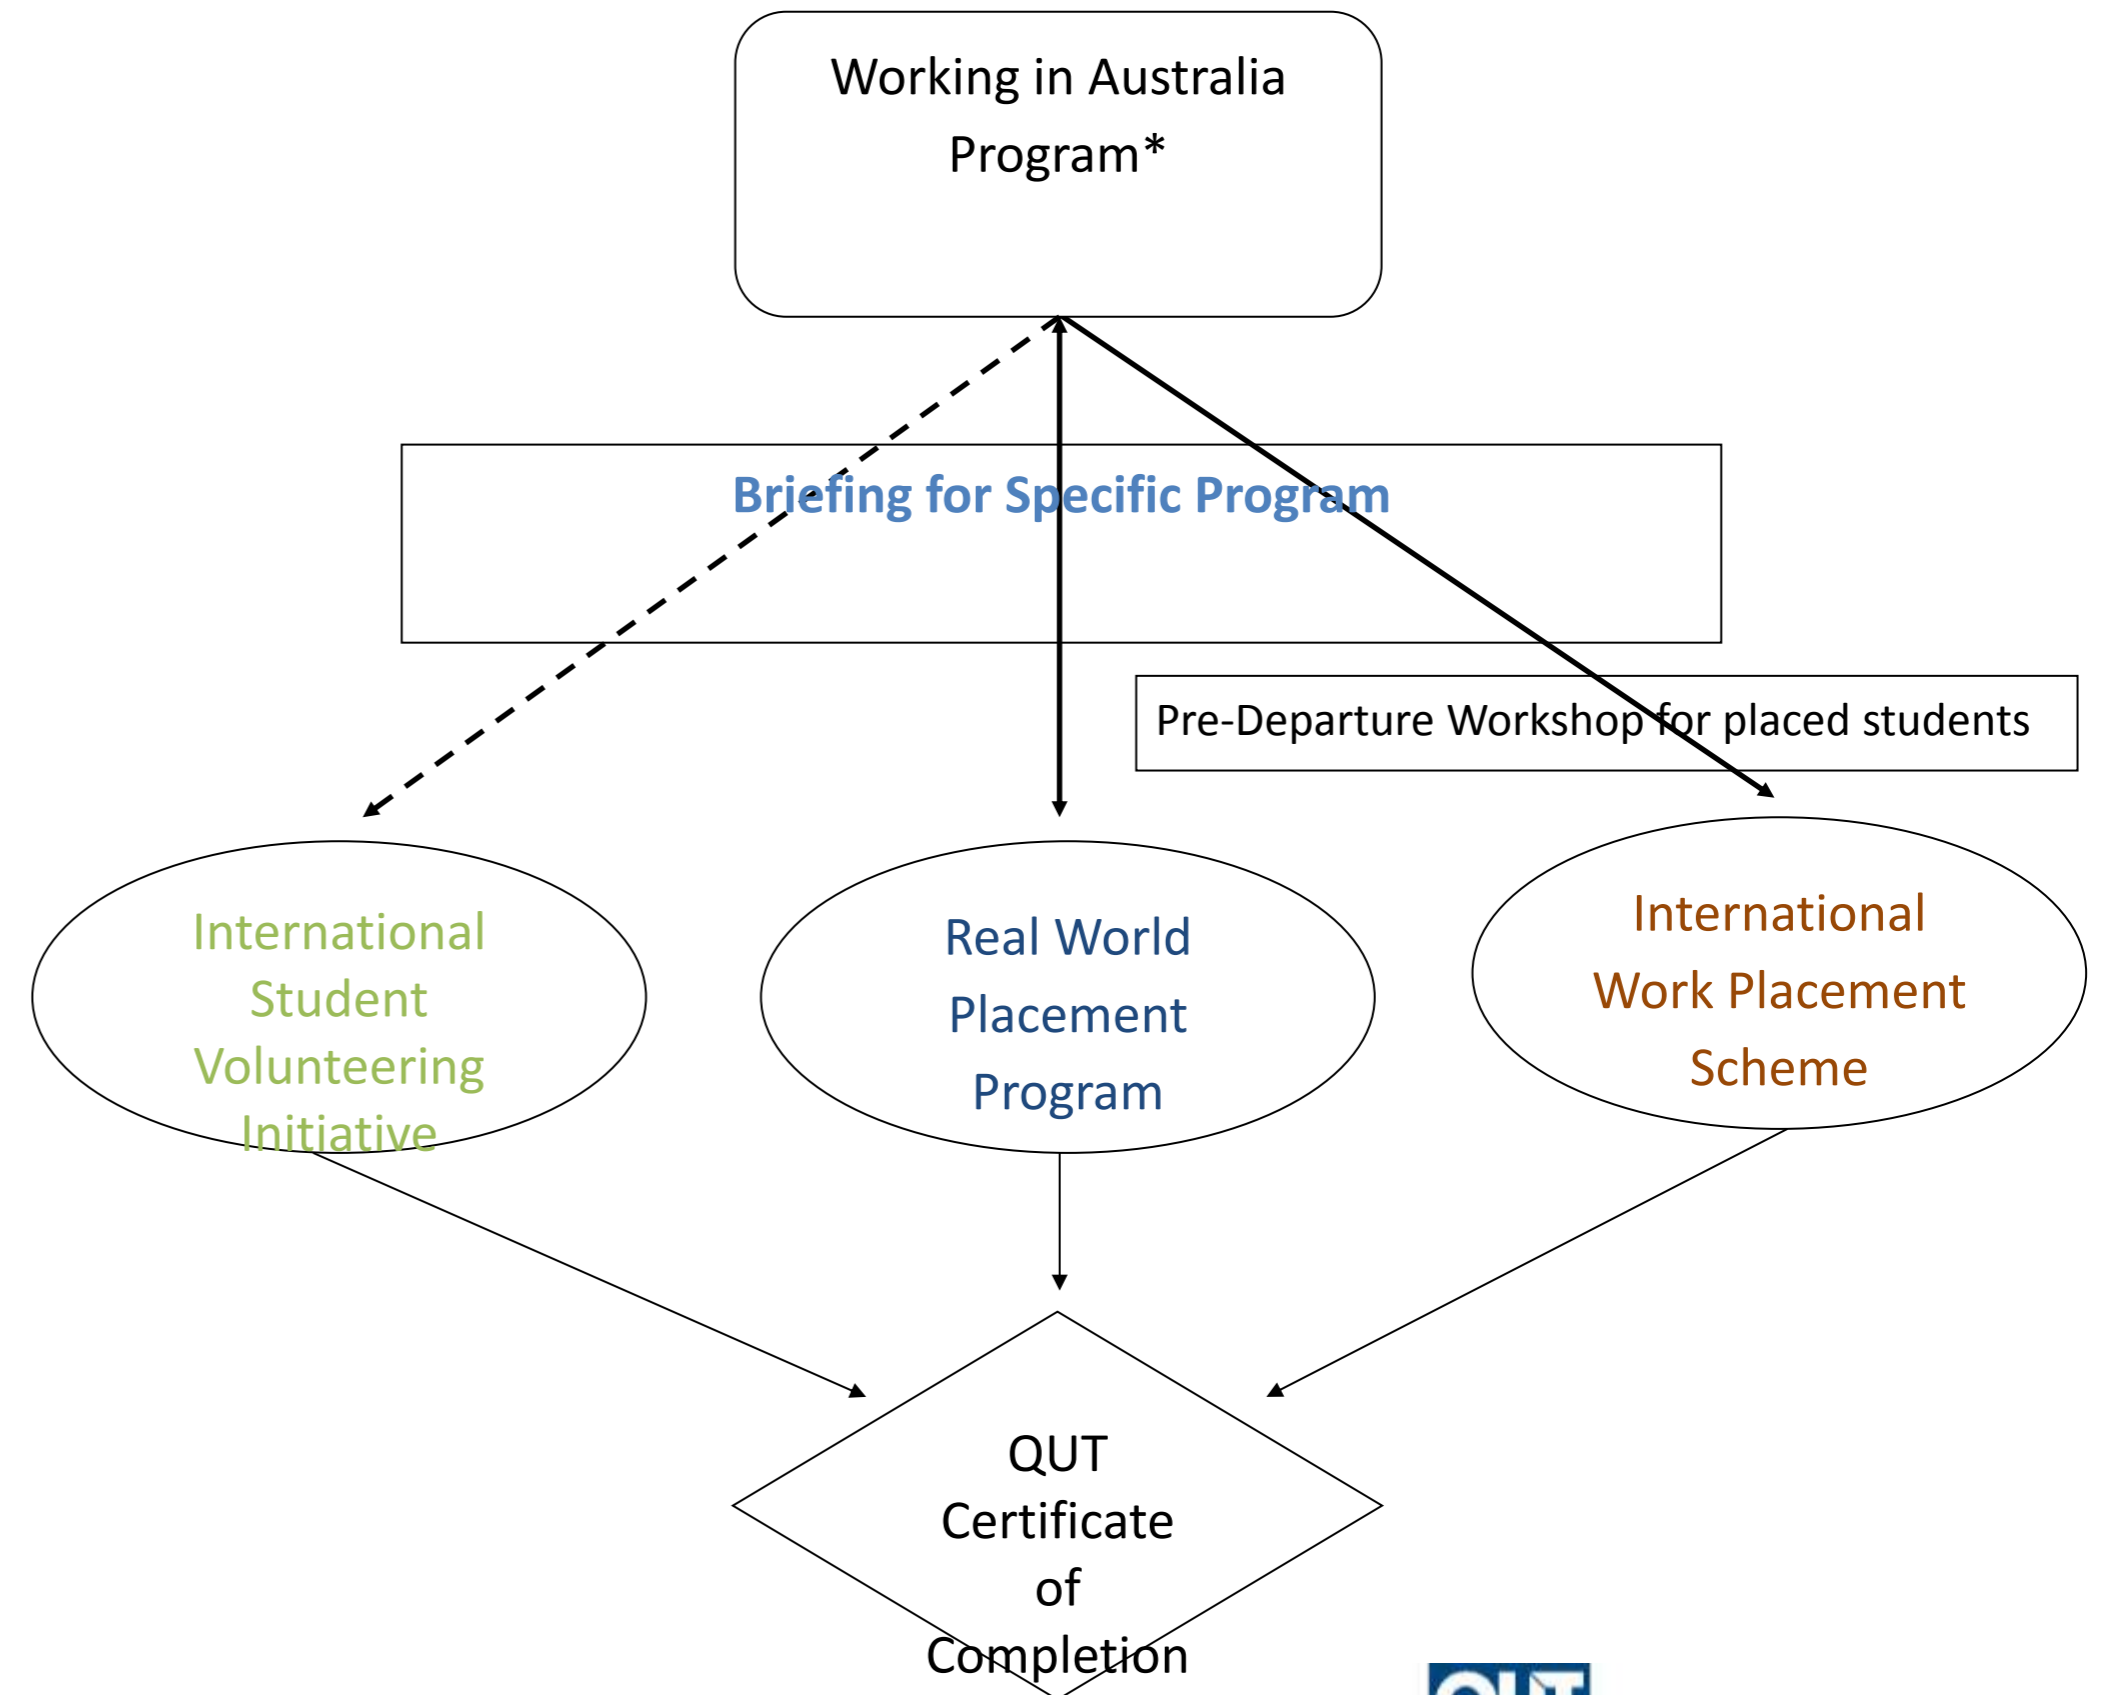 Working in Australia
Program*
Briefing for Specific Program
Pre-Departure Workshop for placed students
International
Student
Volunteering
Initiative
Real World
Placement
Program
International
Work Placement
Scheme
QUT
Certificate
of
Completion
QUT